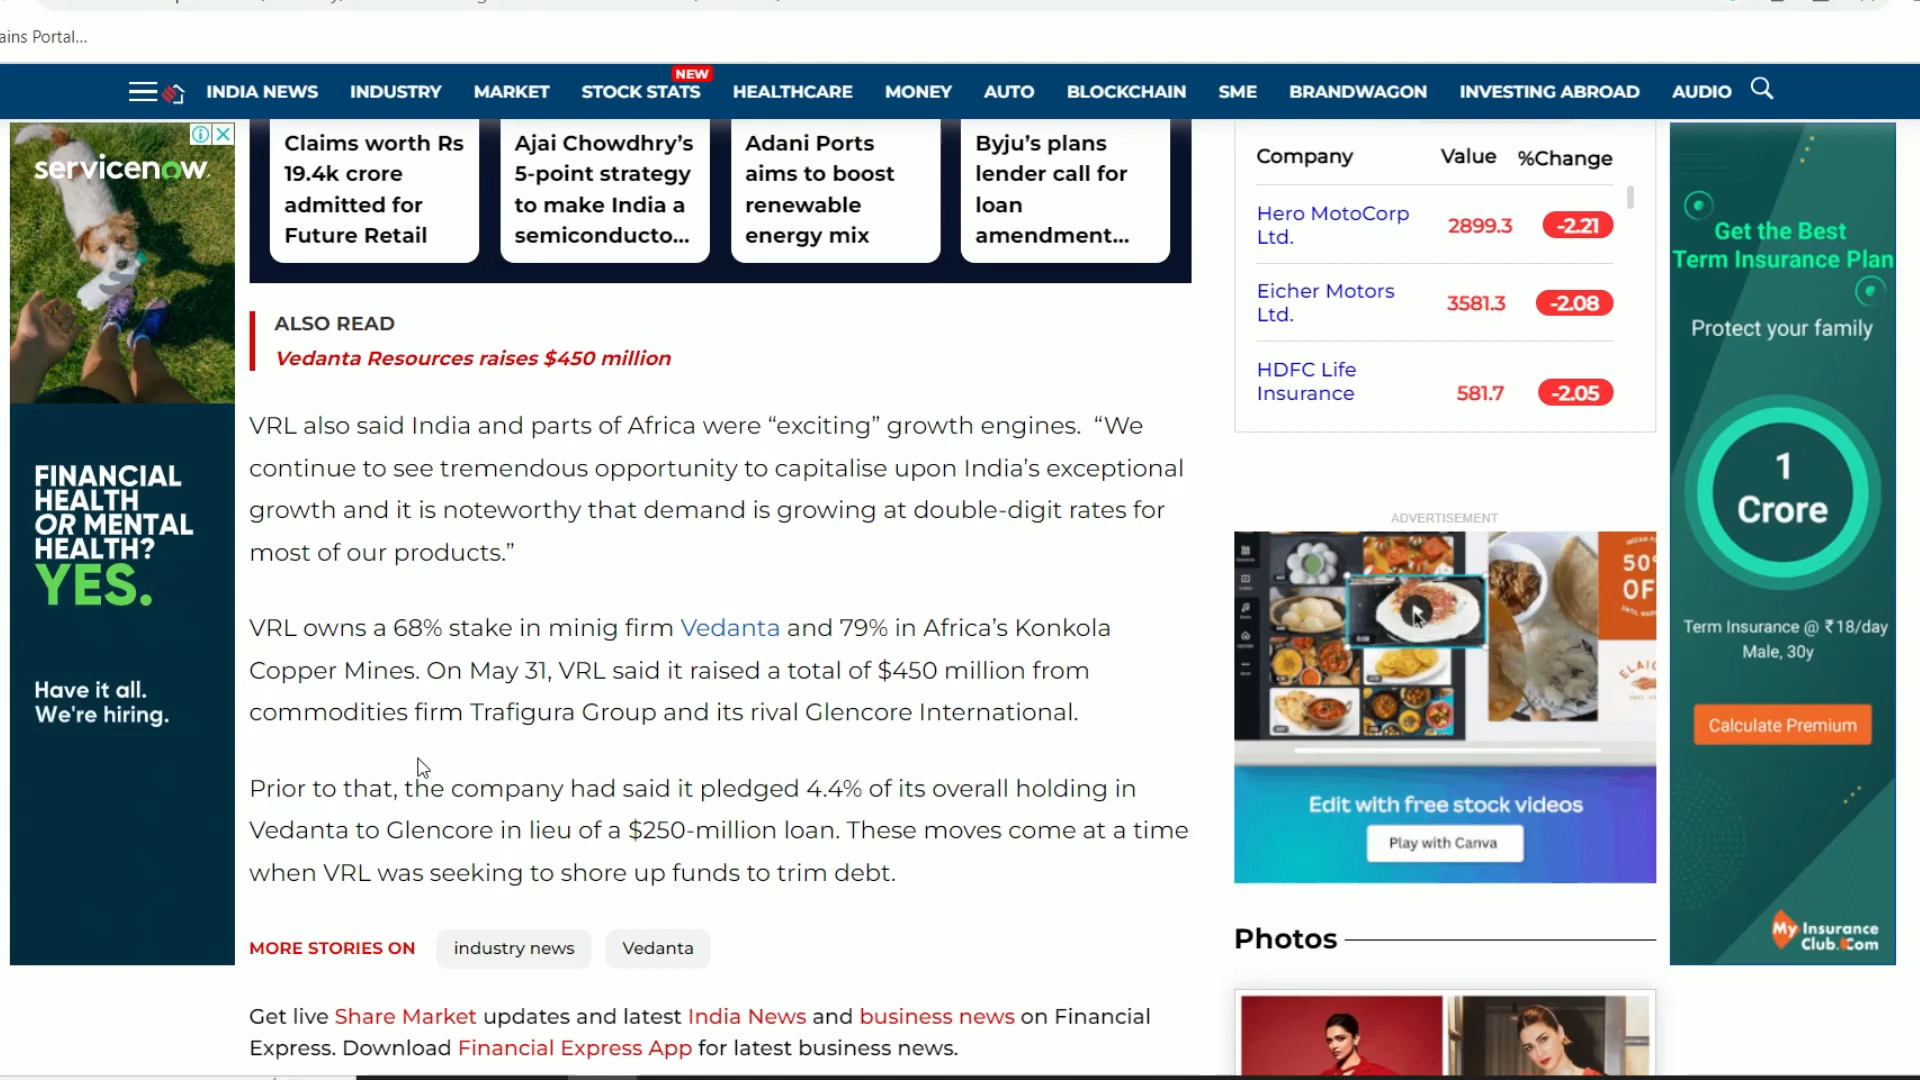 ains Portal...
NEW
INDIA NEWS INDUSTRY MARKET STOCK STATS HEALTHCARE MONEY AUTO BLOCKCHAIN SME BRANDWAGON INVESTING ABROAD AUDIO
servicenow.
FINANCIAL
HEALTH
OR MENTAL
HEALTH?
YES.
Have it all.
We're hiring.
Claims worth Rs
19.4k crore
admitted for
Future Retail
Ajai Chowdhry's
5-point strategy
to make India a
semiconducto...
Adani Ports
aims to boost
renewable
energy mix
Byju's plans
lender call for
loan
amendment...
ALSO READ
Vedanta Resources raises $450 million
VRL also said India and parts of Africa were “exciting” growth engines. “We
continue to see tremendous opportunity to capitalise upon India's exceptional
growth and it is noteworthy that demand is growing at double-digit rates for
most of our products.”
VRL owns a 68% stake in minig firm Vedanta and 79% in Africa's Konkola
Copper Mines. On May 31, VRL said it raised a total of $450 million from
commodities firm Trafigura Group and its rival Glencore International.
Prior to that, the company had said it pledged 4.4% of its overall holding in
Vedanta to Glencore in lieu of a $250-million loan. These moves come at a time
when VRL was seeking to shore up funds to trim debt.
MORE STORIES ON industry news Vedanta
Get live Share Market updates and latest India News and business news on Financial
Express. Download Financial Express App for latest business news.
Company Value %Change
Hero MotoCorp
Ltd. 2899.3 -2.21
Eicher Motors
Ltd. 3581.3 -2.08
HDFC Life
Insurance 581.7 -2.05
ADVERTISEMENT
50%
OF
Edit with free stock videos
Play with Canva
Photos
Get the Best
Term Insurance Plan
Protect your family
1
Crore
Term Insurance @ ₹18/day
Male, 30y
Calculate Premium
My Insurance
Club.Com